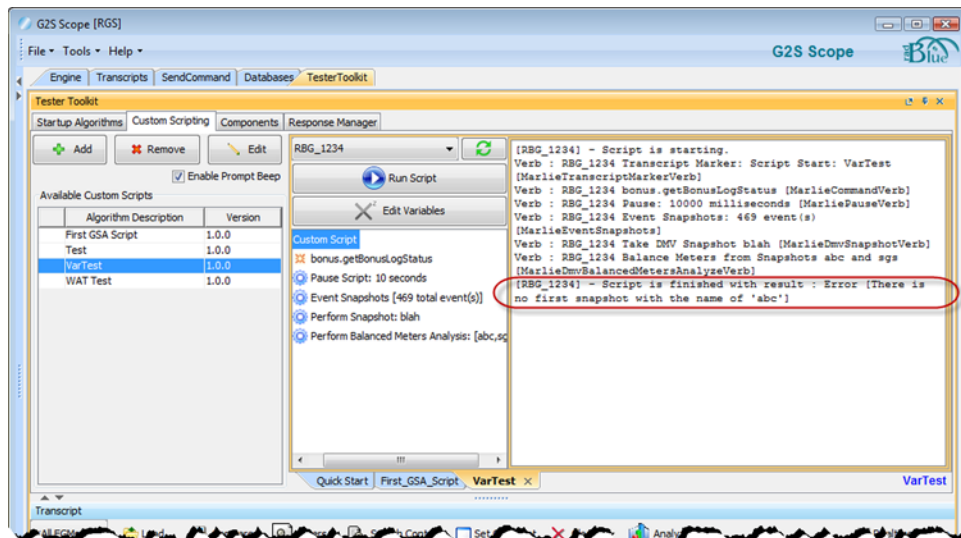 G2S Scope [RGS]
File Tools Help
G2S Scope
THE Blue
Engine Transcripts SendCommand Databases TesterToolkit
Tester Toolkit
Startup Algorithms Custom Scripting Components Response Manager
Add Remove Edit
Enable Prompt Beep
Available Custom Scripts
Algorithm Description Version
First GSA Script 1.0.0
Test 1.0.0
VarTest 1.0.0
WAT Test 1.0.0
RBG_1234
Run Script
Edit Variables
Custom Script
bonus.getBonusLogStatus
Pause Script: 10 seconds
Event Snapshots [469 total event(s)]
Perform Snapshot: blah
Perform Balanced Meters Analysis: [abc,sg
[RBG_1234] - Script is starting.
Verb : RBG_1234 Transcript Marker: Script Start: VarTest
[MarlieTranscriptMarkerVerb]
Verb : RBG_1234 bonus.getBonusLogStatus [MarlieCommandVerb]
Verb : RBG_1234 Pause: 10000 milliseconds [MarliePauseVerb]
Verb : RBG_1234 Event Snapshots: 469 event(s)
[MarlieEventSnapshots]
Verb : RBG_1234 Take DMV Snapshot blah [MarlieDmvSnapshotVerb]
Verb : RBG_1234 Balance Meters from Snapshots abc and sgs
[MarlieDmvBalancedMetersAnalyzeVerb]
[RBG_1234] - Script is finished with result : Error [There is
no first snapshot with the name of 'abc']
Quick Start First_GSA_Script VarTest
VarTest
Transcript